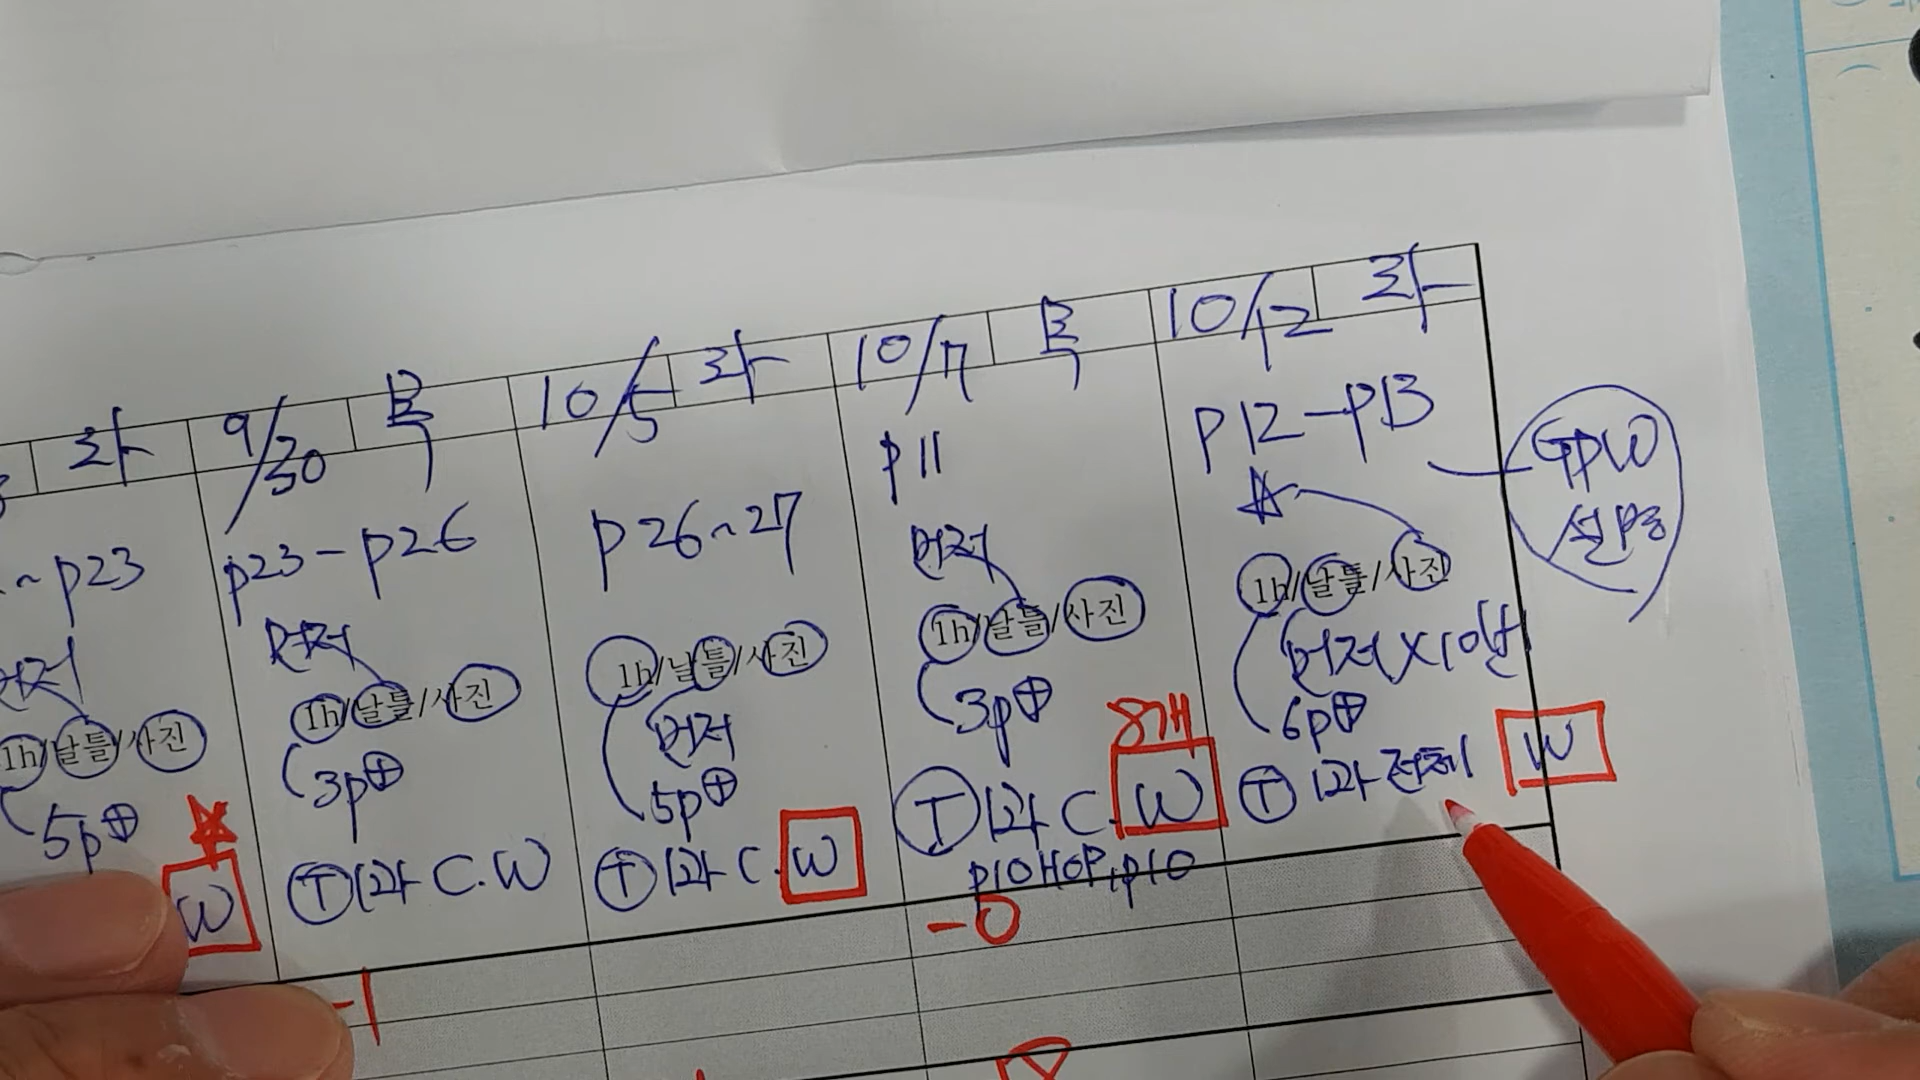 화
~p23
먼저
1h/날틀/사진
5p⊕
W
9/30 목
p23-p26
먼저
1h/날틀/사진
3p⊕
Ⓣ 1과 C.W
-1
10/5 화
p26~27
1h/날틀/사진
먼저
5p⊕
Ⓣ 1과 C.W
10/7 목
p11
먼저
1h/날틀/사진
3p⊕
8개
Ⓣ 1과 C.W
p10 HOP, p10
-0
10/12 화
p12-p13
GPW
설명
☆
1h/날틀/사진
먼저 X10번
6p⊕
Ⓣ 1과 전체 W